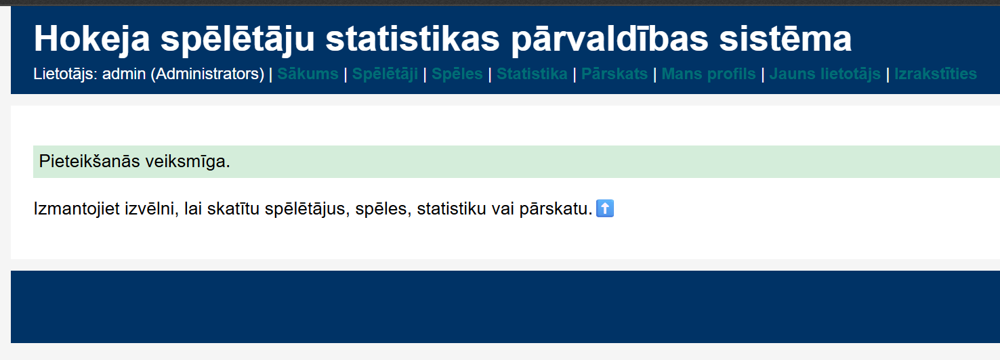 Hokeja spēlētāju statistikas pārvaldības sistēma
Lietotājs: admin (Administrators) | Sākums | Spēlētāji | Spēles | Statistika | Pārskats | Mans profils | Jauns lietotājs | Izrakstīties
Pieteikšanās veiksmīga.
Izmantojiet izvēlni, lai skatītu spēlētājus, spēles, statistiku vai pārskatu. ⬆️